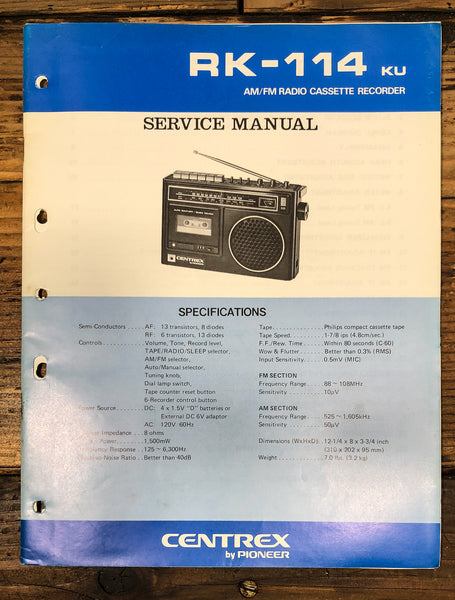 RK-114 KU
AM/FM RADIO CASSETTE RECORDER
SERVICE MANUAL
CENTREX
SPECIFICATIONS
Semi-Conductors . . . . AF: 13 transistors, 8 diodes
RF: 6 transistors, 13 diodes
Controls . . . . Volume, Tone, Record level,
TAPE/RADIO/SLEEP selector,
AM/FM selector,
Auto/Manual selector,
Tuning knob,
Dial lamp switch,
Tape counter reset button
6-Recorder control button
Power Source . . . . DC: 4 x 1.5V "D" batteries or
External DC 6V adaptor
AC: 120V 60Hz
Impedance . . . . 8 ohms
Power . . . . 1,500mW
Response . . . . 125 ~ 6,300Hz
Noise Ratio . . Better than 40dB
Tape . . . . Philips compact cassette tape
Tape Speed . . . . 1-7/8 ips (4.8cm/sec.)
F.F./Rew. Time . . . . Within 80 seconds (C-60)
Wow & Flutter . . . . Better than 0.3% (RMS)
Input Sensitivity . . . . 0.5mV (MIC)
FM SECTION
Frequency Range . . . . 88 ~ 108MHz
Sensitivity . . . . 10μV
AM SECTION
Frequency Range . . . . 525 ~ 1,605kHz
Sensitivity . . . . 50μV
Dimensions (WxHxD) . . 12-1/4 x 8 x 3-3/4 inch
(310 x 202 x 95 mm)
Weight . . . . 7.0 lbs. (3.2 kg)
CENTREX
by PIONEER